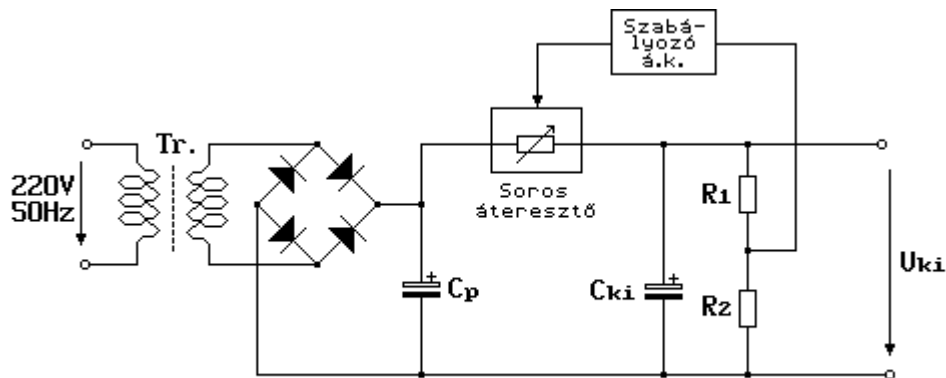 Szabá-
lyozó
á.k.
Tr.
220V
50Hz
Soros
áteresztő
R1
Cp
Cki
R2
Uki
+
+